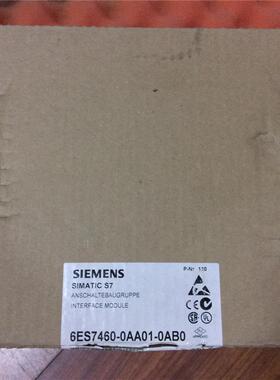 P-Nr 110
SIEMENS
SIMATIC S7
ANSCHALTEBAUGRUPPE
INTERFACE MODULE
6ES7460-0AA01-0AB0